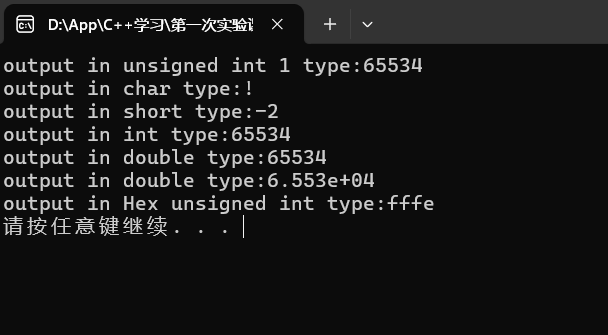 D:\App\C++学习\第一次实验
output in unsigned int 1 type:65534
output in char type:!
output in short type:-2
output in int type:65534
output in double type:65534
output in double type:6.553e+04
output in Hex unsigned int type:fffe
请按任意键继续. . .